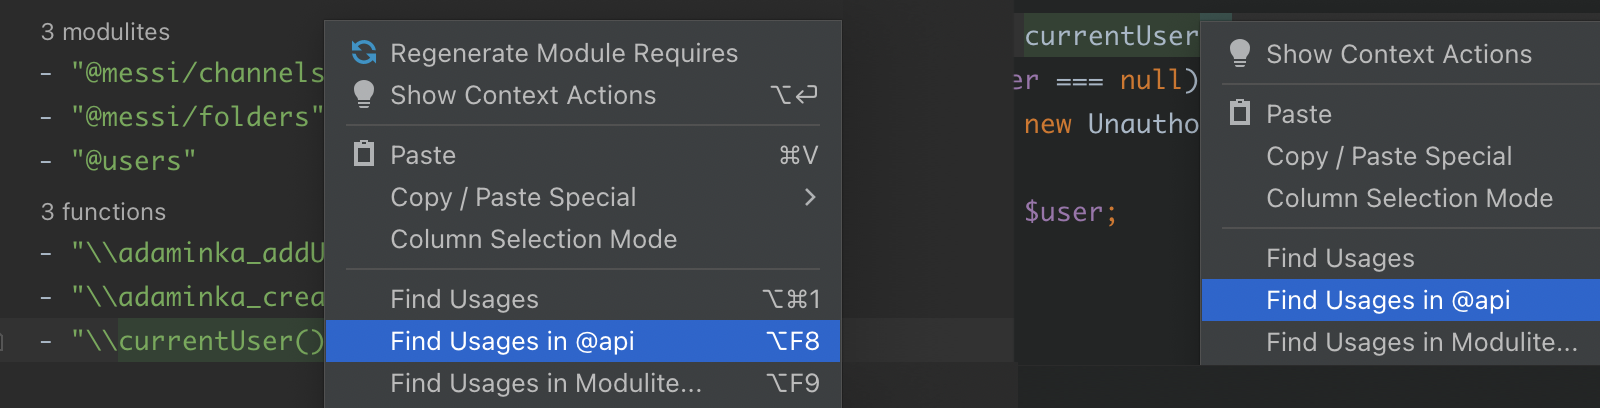 3 modulites
- "@messi/channels
- "@messi/folders"
- "@users"
3 functions
- "\\adaminka_addU
- "\\adaminka_crea
- "\\currentUser()
Regenerate Module Requires
Show Context Actions ⌥⏎
Paste ⌘V
Copy / Paste Special >
Column Selection Mode
Find Usages ⌥⌘1
Find Usages in @api ⌥F8
Find Usages in Modulite... ⌥F9
currentUser
er === null)
new Unautho
$user;
Show Context Actions
Paste
Copy / Paste Special
Column Selection Mode
Find Usages
Find Usages in @api
Find Usages in Modulite...